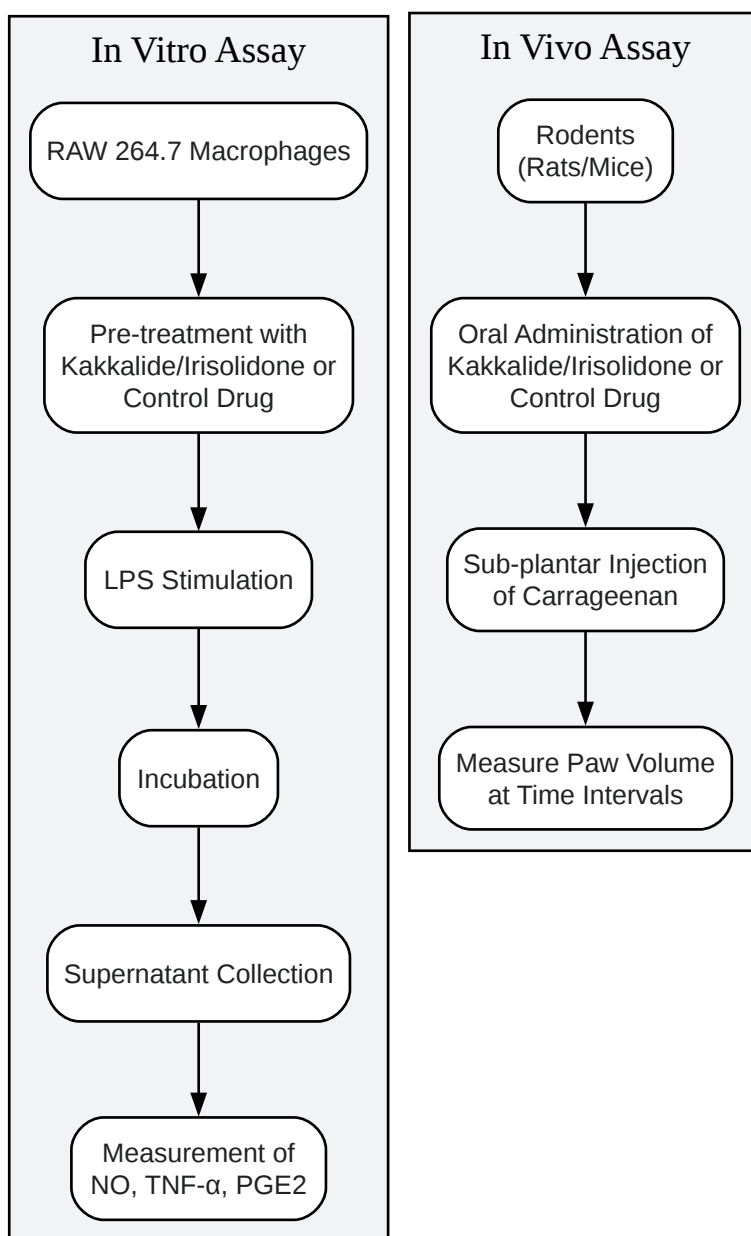 In Vitro Assay
RAW 264.7 Macrophages
Pre-treatment with
Kakkalide/Irisolidone or
Control Drug
LPS Stimulation
Incubation
Supernatant Collection
Measurement of
NO, TNF-α, PGE2
In Vivo Assay
Rodents
(Rats/Mice)
Oral Administration of
Kakkalide/Irisolidone or
Control Drug
Sub-plantar Injection
of Carrageenan
Measure Paw Volume
at Time Intervals